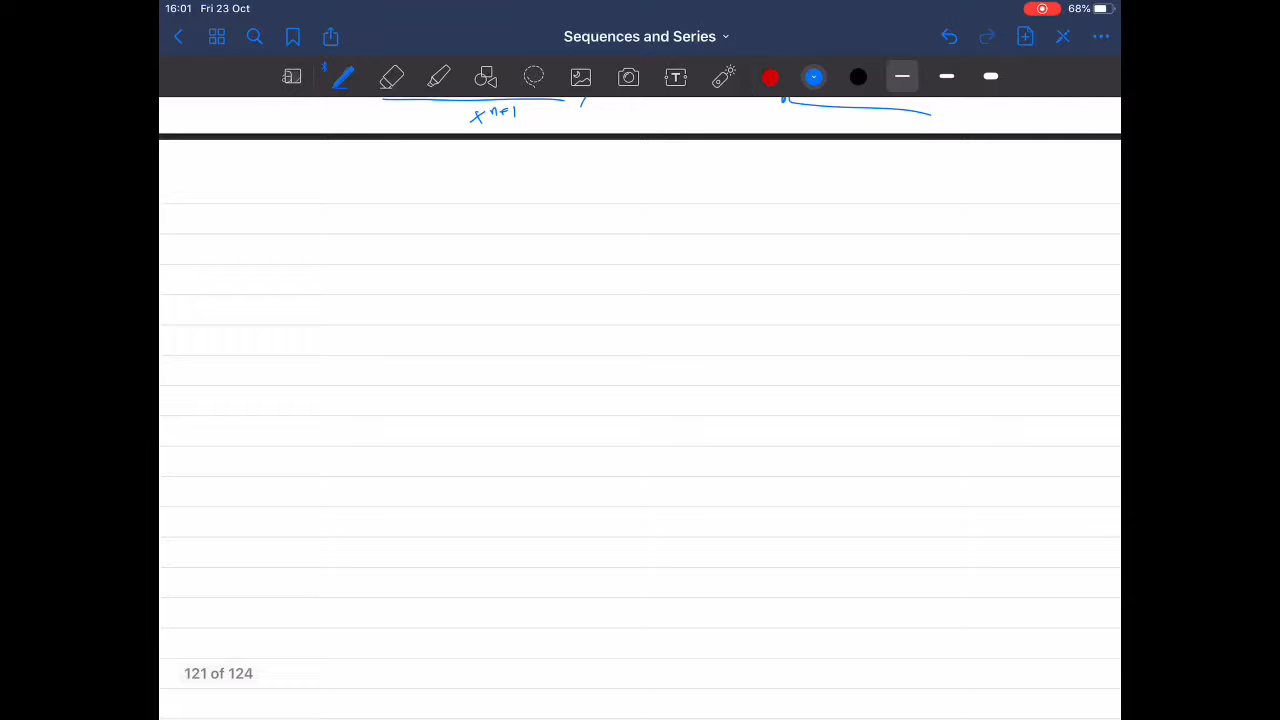 16:01 Fri 23 Oct 68%
Sequences and Series
T
x^{n+1}
121 of 124